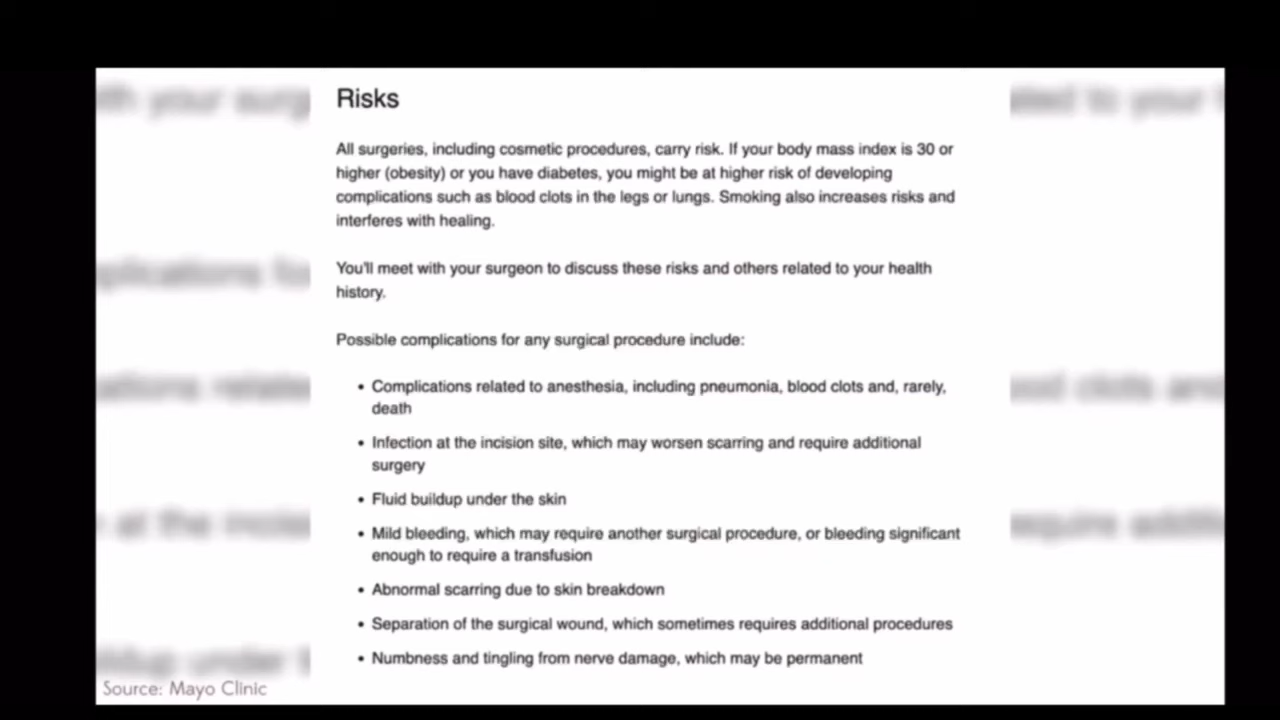 Risks
All surgeries, including cosmetic procedures, carry risk. If your body mass index is 30 or
higher (obesity) or you have diabetes, you might be at higher risk of developing
complications such as blood clots in the legs or lungs. Smoking also increases risks and
interferes with healing.
You'll meet with your surgeon to discuss these risks and others related to your health
history.
Possible complications for any surgical procedure include:
• Complications related to anesthesia, including pneumonia, blood clots and, rarely,
death
• Infection at the incision site, which may worsen scarring and require additional
surgery
• Fluid buildup under the skin
• Mild bleeding, which may require another surgical procedure, or bleeding significant
enough to require a transfusion
• Abnormal scarring due to skin breakdown
• Separation of the surgical wound, which sometimes requires additional procedures
• Numbness and tingling from nerve damage, which may be permanent
Source: Mayo Clinic